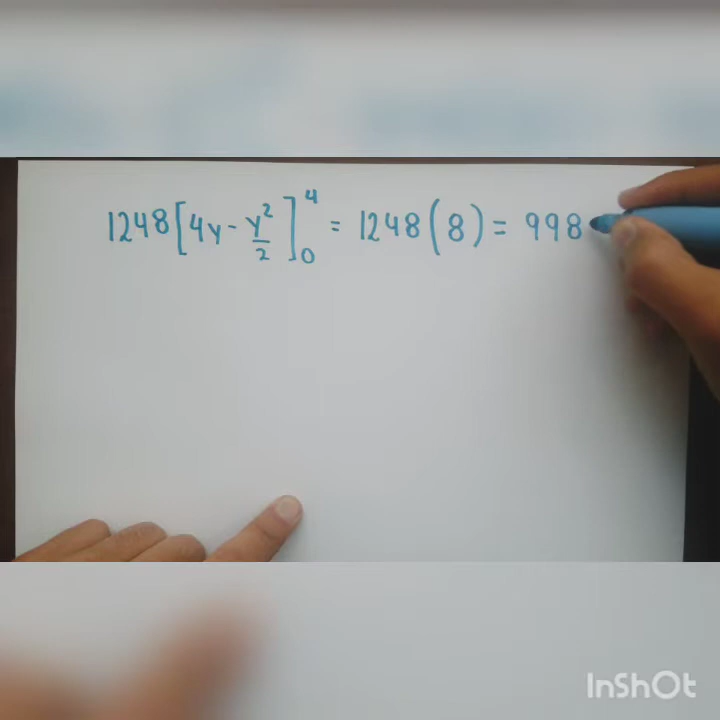 1248[4y - y²/2]₀⁴ = 1248(8) = 998
InShOt